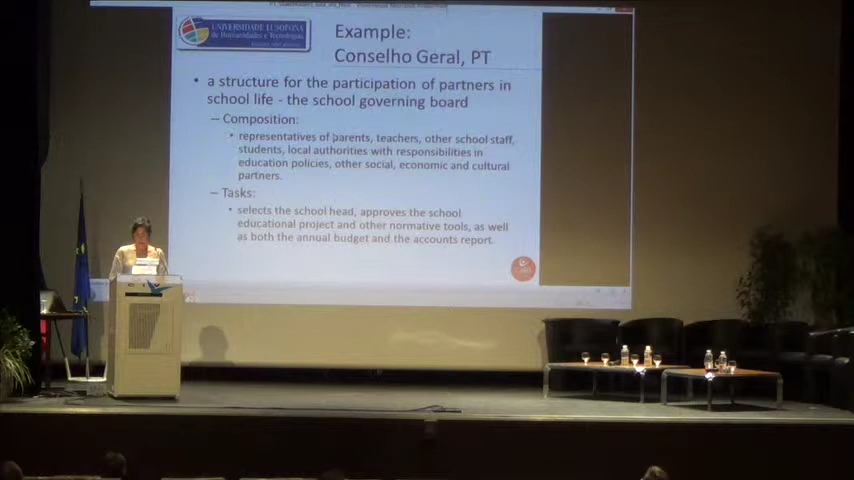 UNIVERSIDADE LUSÓFONA
de Humanidades e Tecnologias
Example:
Conselho Geral, PT
• a structure for the participation of partners in
school life - the school governing board
– Composition:
• representatives of parents, teachers, other school staff,
students, local authorities with responsibilities in
education policies, other social, economic and cultural
partners.
– Tasks:
• selects the school head, approves the school
educational project and other normative tools, as well
as both the annual budget and the accounts report.